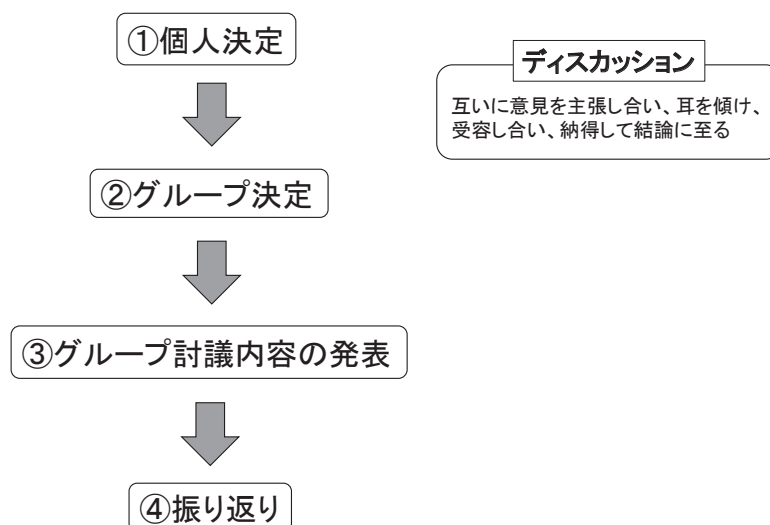 ①個人決定
ディスカッション
互いに意見を主張し合い、耳を傾け、
受容し合い、納得して結論に至る
②グループ決定
③グループ討議内容の発表
④振り返り